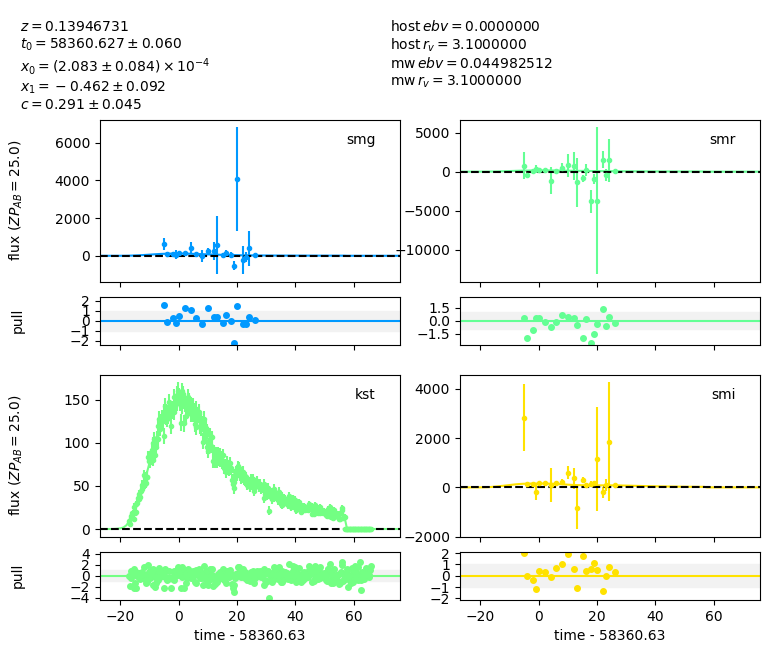 z = 0.13946731
t₀ = 58360.627 ± 0.060
x₀ = (2.083 ± 0.084) × 10⁻⁴
x₁ = −0.462 ± 0.092
c = 0.291 ± 0.045
host ebv = 0.0000000
host r_v = 3.1000000
mw ebv = 0.044982512
mw r_v = 3.1000000
smg
flux (ZP_AB = 25.0)
6000
4000
2000
0
smr
5000
0
−5000
−10000
pull
2
1
0
−1
−2
1.5
0.0
−1.5
kst
flux (ZP_AB = 25.0)
150
100
50
0
smi
4000
2000
0
−2000
pull
4
2
0
−2
−4
−20 0 20 40 60
time - 58360.63
2
1
0
−1
−2
−20 0 20 40 60
time - 58360.63